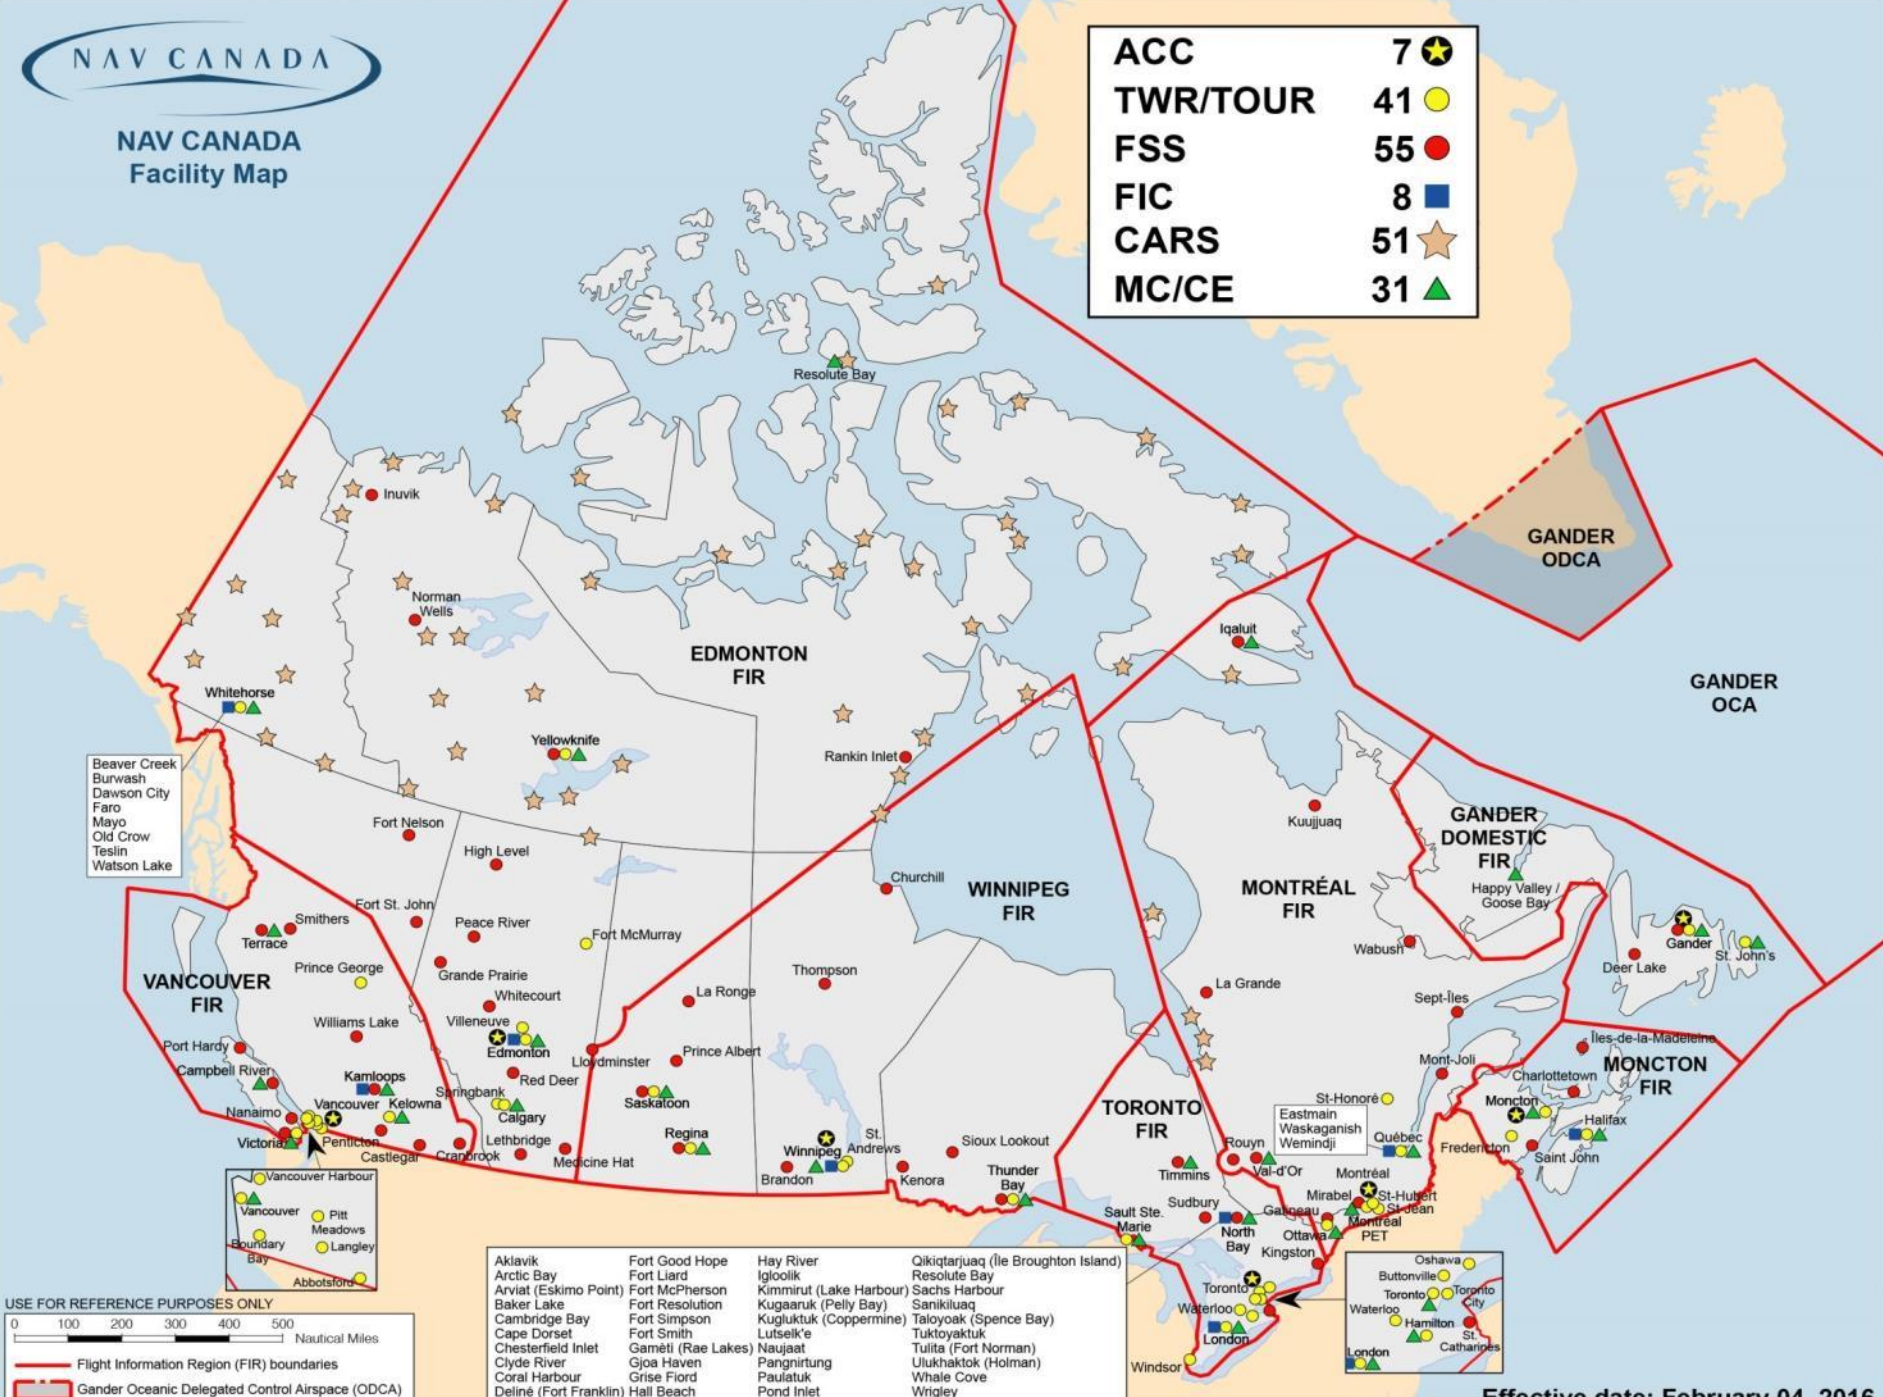 NAV CANADA
NAV CANADA
Facility Map
ACC 7
TWR/TOUR 41
FSS 55
FIC 8
CARS 51
MC/CE 31
Resolute Bay
Inuvik
Norman
Wells
EDMONTON
FIR
GANDER
ODCA
GANDER
OCA
Iqaluit
Whitehorse
Yellowknife
Rankin Inlet
Beaver Creek
Burwash
Dawson City
Faro
Mayo
Old Crow
Teslin
Watson Lake
Fort Nelson
High Level
Churchill
Kuujjuaq
GANDER
DOMESTIC
FIR
Happy Valley /
Goose Bay
WINNIPEG
FIR
MONTRÉAL
FIR
Fort St. John
Peace River
Fort McMurray
Smithers
Terrace
Wabush
Gander
St. John's
Deer Lake
Prince George
Grande Prairie
Whitecourt
Thompson
La Ronge
La Grande
VANCOUVER
FIR
Sept-Îles
Williams Lake
Villeneuve
Edmonton
Lloydminster
Prince Albert
Port Hardy
Campbell River
Kamloops
Red Deer
Springbank
Calgary
Saskatoon
Mont-Joli
Îles-de-la-Madeleine
Charlottetown
MONCTON
FIR
Nanaimo
Vancouver
Kelowna
Victoria
Penticton
Castlegar
Cranbrook
Lethbridge
Medicine Hat
Regina
Winnipeg
St.
Andrews
Brandon
Kenora
Sioux Lookout
Thunder
Bay
TORONTO
FIR
St-Honoré
Eastmain
Waskaganish
Wemindji
Québec
Moncton
Halifax
Fredericton
Saint John
Rouyn
Val-d'Or
Timmins
Montréal
Mirabel
St-Hubert
St-Jean
Montréal
PET
Sudbury
North
Bay
Gatineau
Ottawa
Kingston
Sault Ste.
Marie
Toronto
Waterloo
London
Windsor
Vancouver Harbour
Vancouver
Pitt
Meadows
Boundary
Bay
Langley
Abbotsford
Oshawa
Buttonville
Toronto
Toronto
City
Waterloo
Hamilton
St.
Catharines
London
Aklavik
Arctic Bay
Arviat (Eskimo Point)
Baker Lake
Cambridge Bay
Cape Dorset
Chesterfield Inlet
Clyde River
Coral Harbour
Deliné (Fort Franklin)
Fort Good Hope
Fort Liard
Fort McPherson
Fort Resolution
Fort Simpson
Fort Smith
Gamèti (Rae Lakes)
Gjoa Haven
Grise Fiord
Hall Beach
Hay River
Igloolik
Kimmirut (Lake Harbour)
Kugaaruk (Pelly Bay)
Kugluktuk (Coppermine)
Lutselk'e
Naujaat
Pangnirtung
Paulatuk
Pond Inlet
Qikiqtarjuaq (Île Broughton Island)
Resolute Bay
Sachs Harbour
Sanikiluaq
Taloyoak (Spence Bay)
Tuktoyaktuk
Tulita (Fort Norman)
Ulukhaktok (Holman)
Whale Cove
Wrigley
USE FOR REFERENCE PURPOSES ONLY
0 100 200 300 400 500
Nautical Miles
Flight Information Region (FIR) boundaries
Gander Oceanic Delegated Control Airspace (ODCA)
Effective date: February 04, 2016